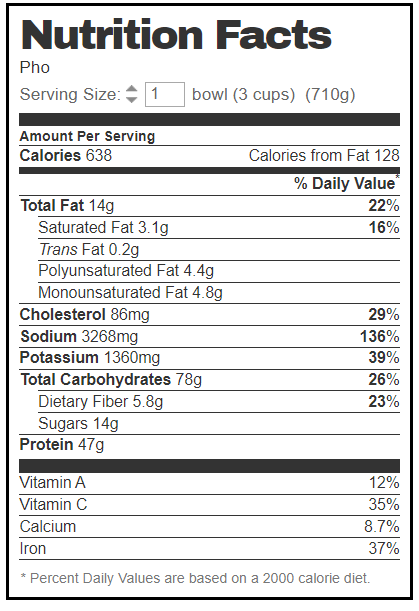 Nutrition Facts
Pho
Serving Size: 1 bowl (3 cups) (710g)
Amount Per Serving
Calories 638 Calories from Fat 128
% Daily Value*
Total Fat 14g 22%
Saturated Fat 3.1g 16%
Trans Fat 0.2g
Polyunsaturated Fat 4.4g
Monounsaturated Fat 4.8g
Cholesterol 86mg 29%
Sodium 3268mg 136%
Potassium 1360mg 39%
Total Carbohydrates 78g 26%
Dietary Fiber 5.8g 23%
Sugars 14g
Protein 47g
Vitamin A 12%
Vitamin C 35%
Calcium 8.7%
Iron 37%
* Percent Daily Values are based on a 2000 calorie diet.